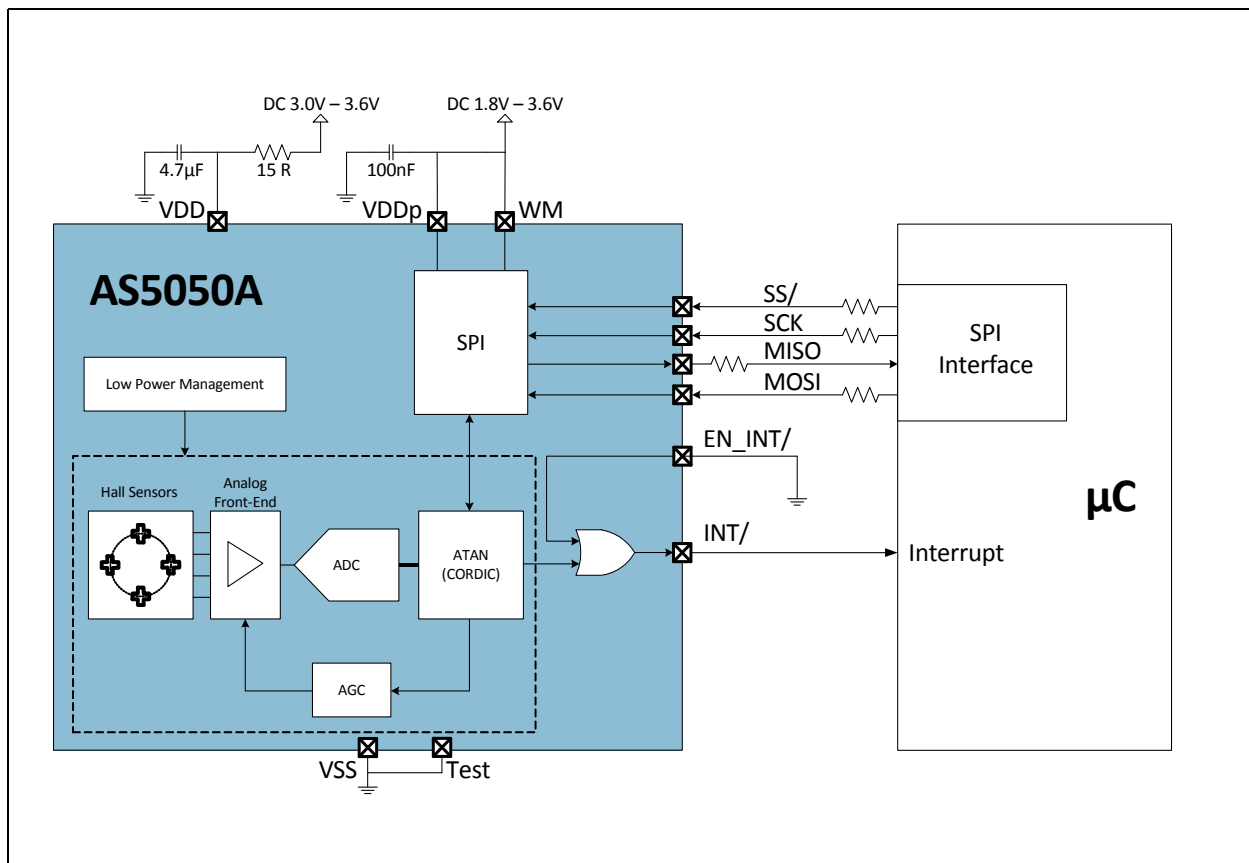 DC 3.0V – 3.6V
DC 1.8V – 3.6V
4.7µF
15 R
100nF
VDD
VDDp
WM
AS5050A
SS/
SCK
MISO
MOSI
SPI
SPI
Interface
Low Power Management
EN_INT/
µC
Hall Sensors
Analog
Front-End
ADC
ATAN
(CORDIC)
INT/
Interrupt
AGC
VSS
Test